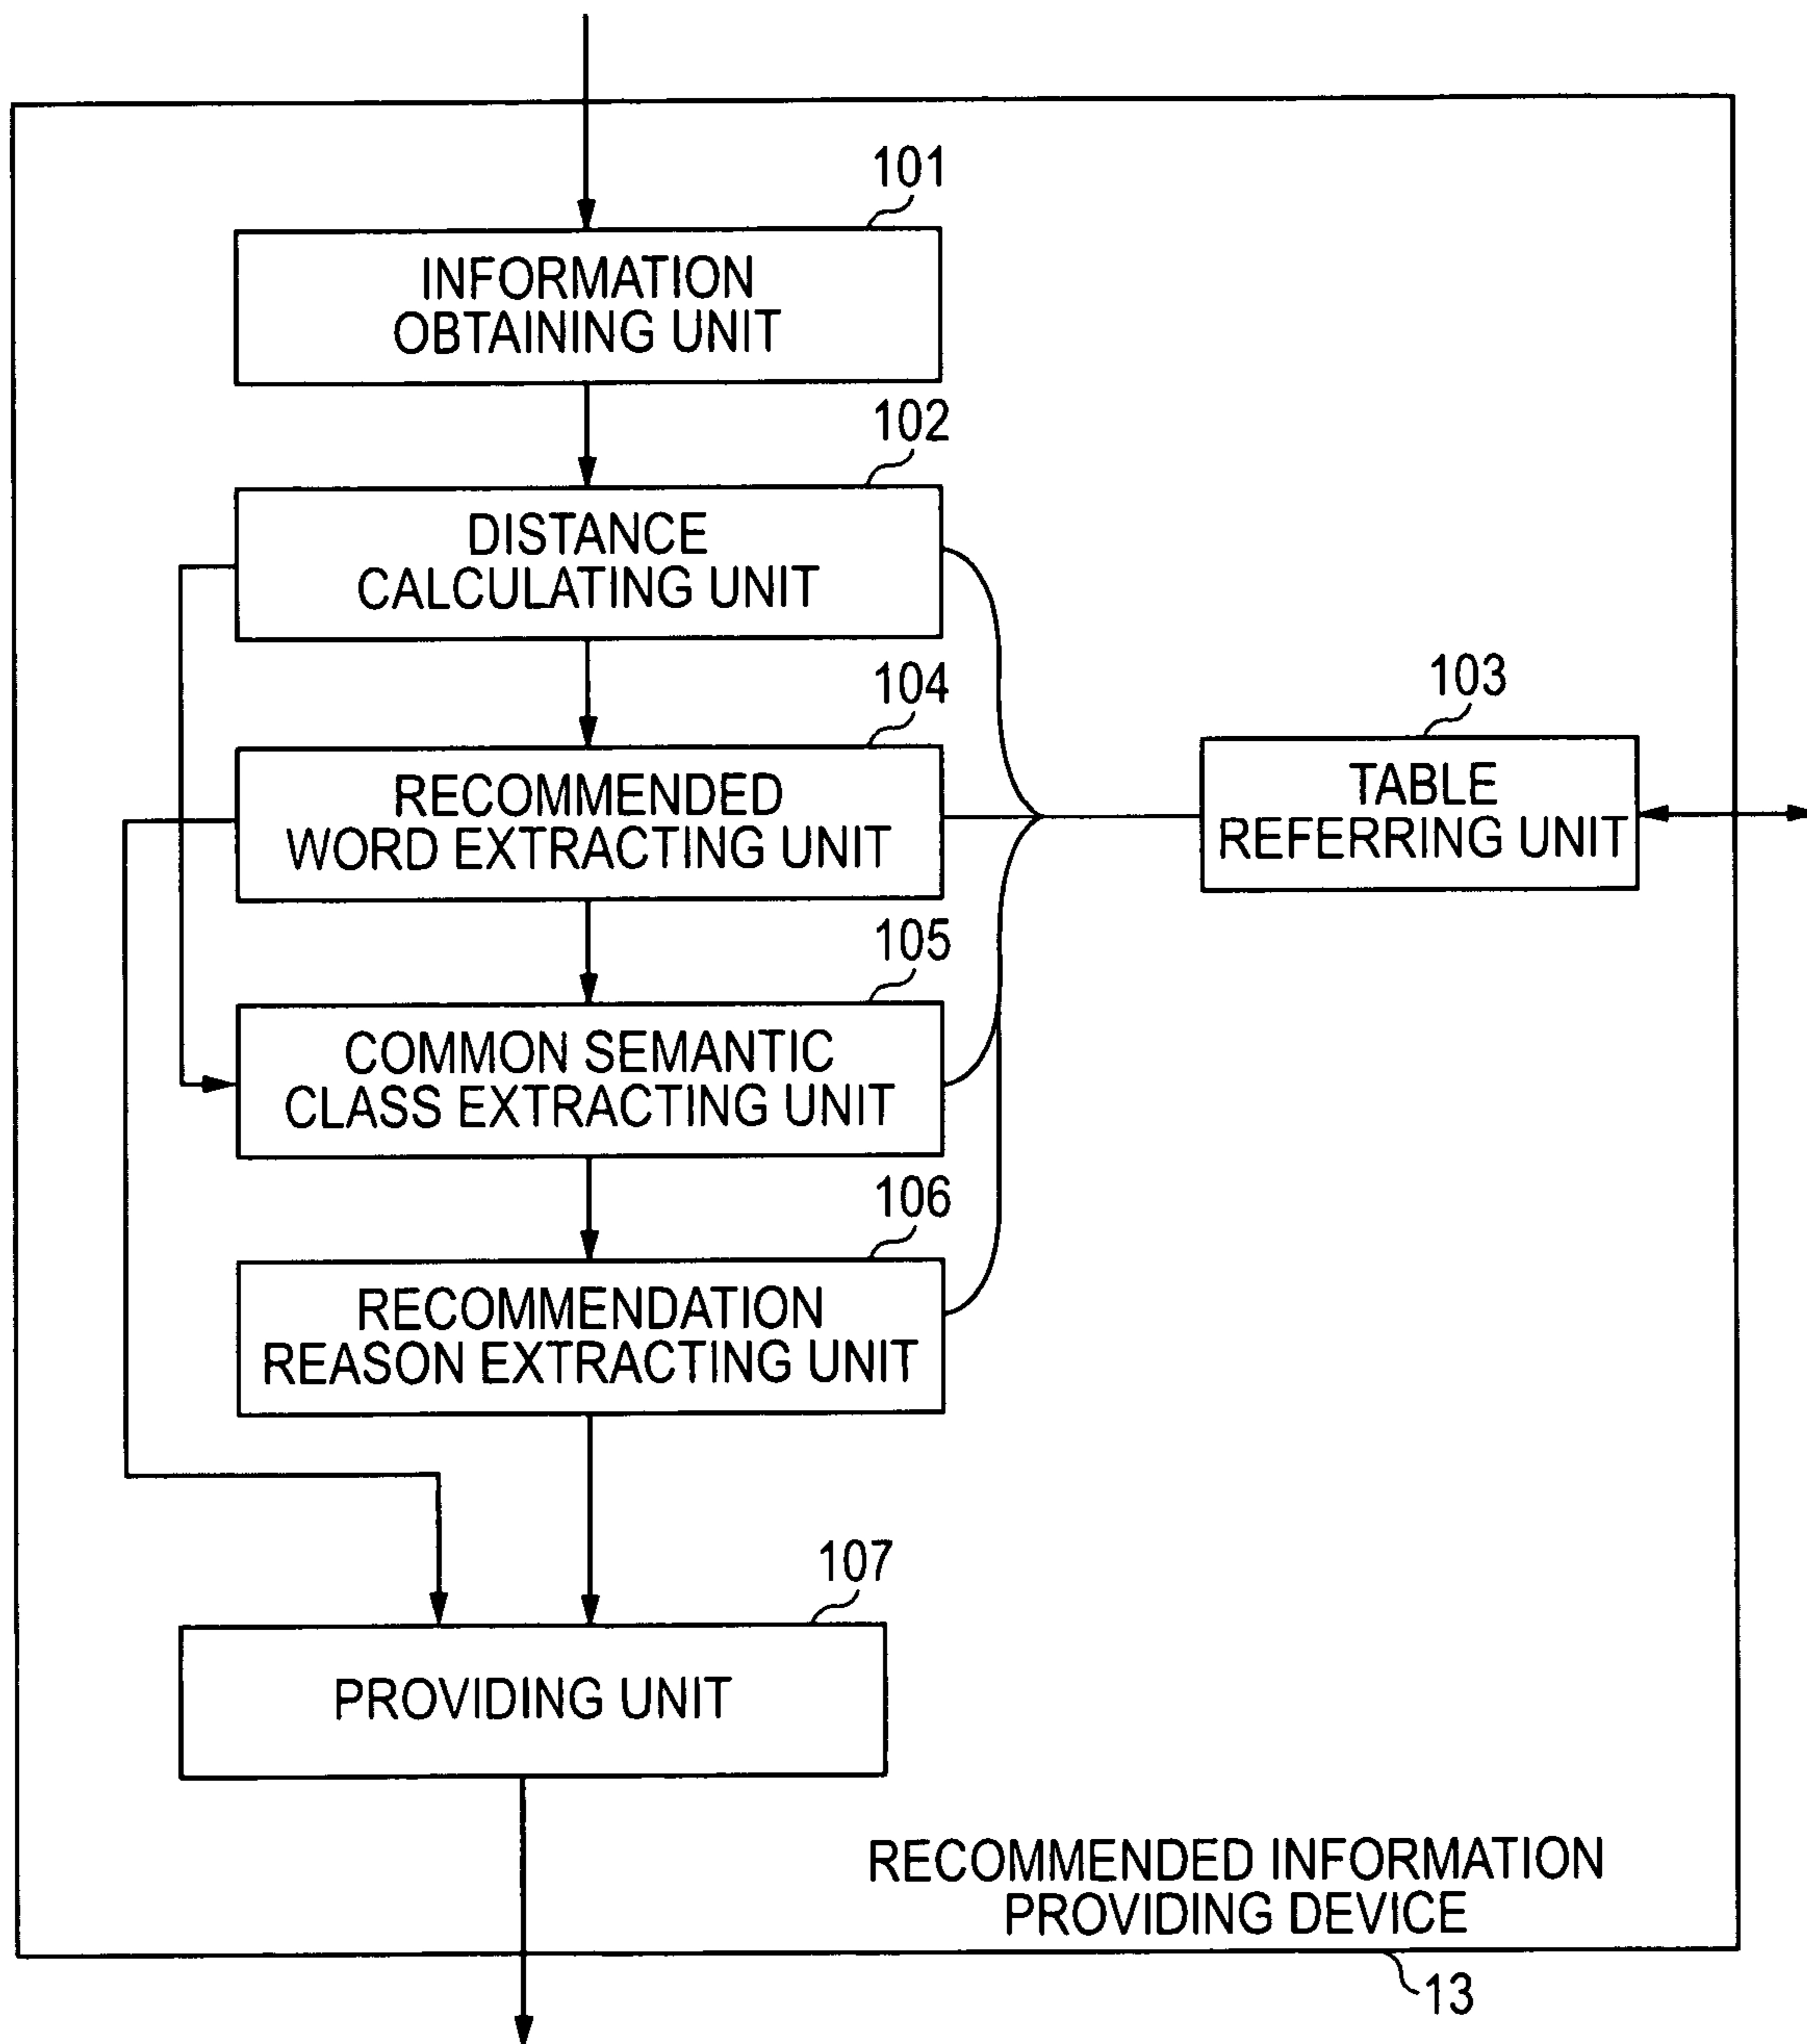 101
INFORMATION
OBTAINING UNIT
102
DISTANCE
CALCULATING UNIT
104
RECOMMENDED
WORD EXTRACTING UNIT
103
TABLE
REFERRING UNIT
105
COMMON SEMANTIC
CLASS EXTRACTING UNIT
106
RECOMMENDATION
REASON EXTRACTING UNIT
107
PROVIDING UNIT
RECOMMENDED INFORMATION
PROVIDING DEVICE
13